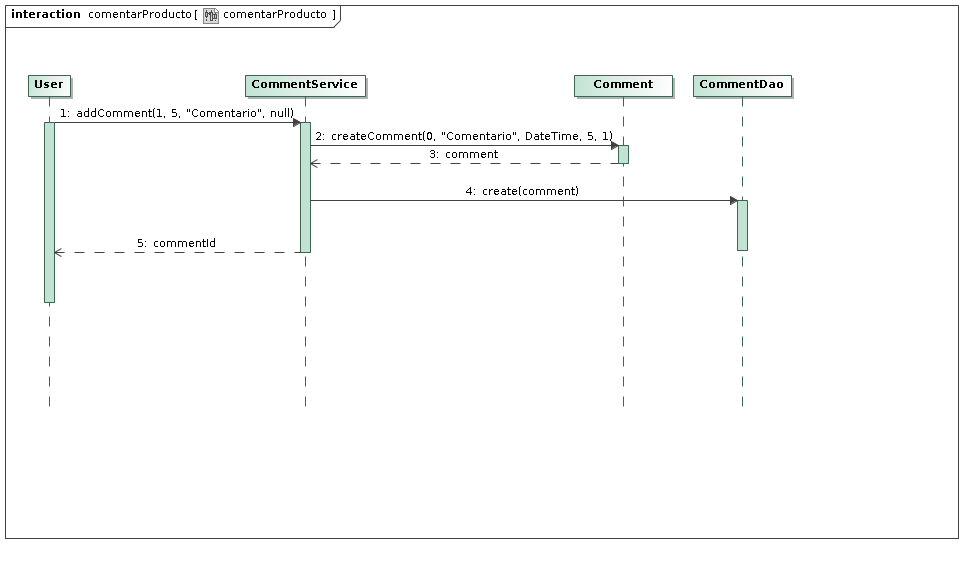 interaction comentarProducto [ comentarProducto ]
User
CommentService
Comment
CommentDao
1: addComment(1, 5, "Comentario", null)
2: createComment(0, "Comentario", DateTime, 5, 1)
3: comment
4: create(comment)
5: commentId